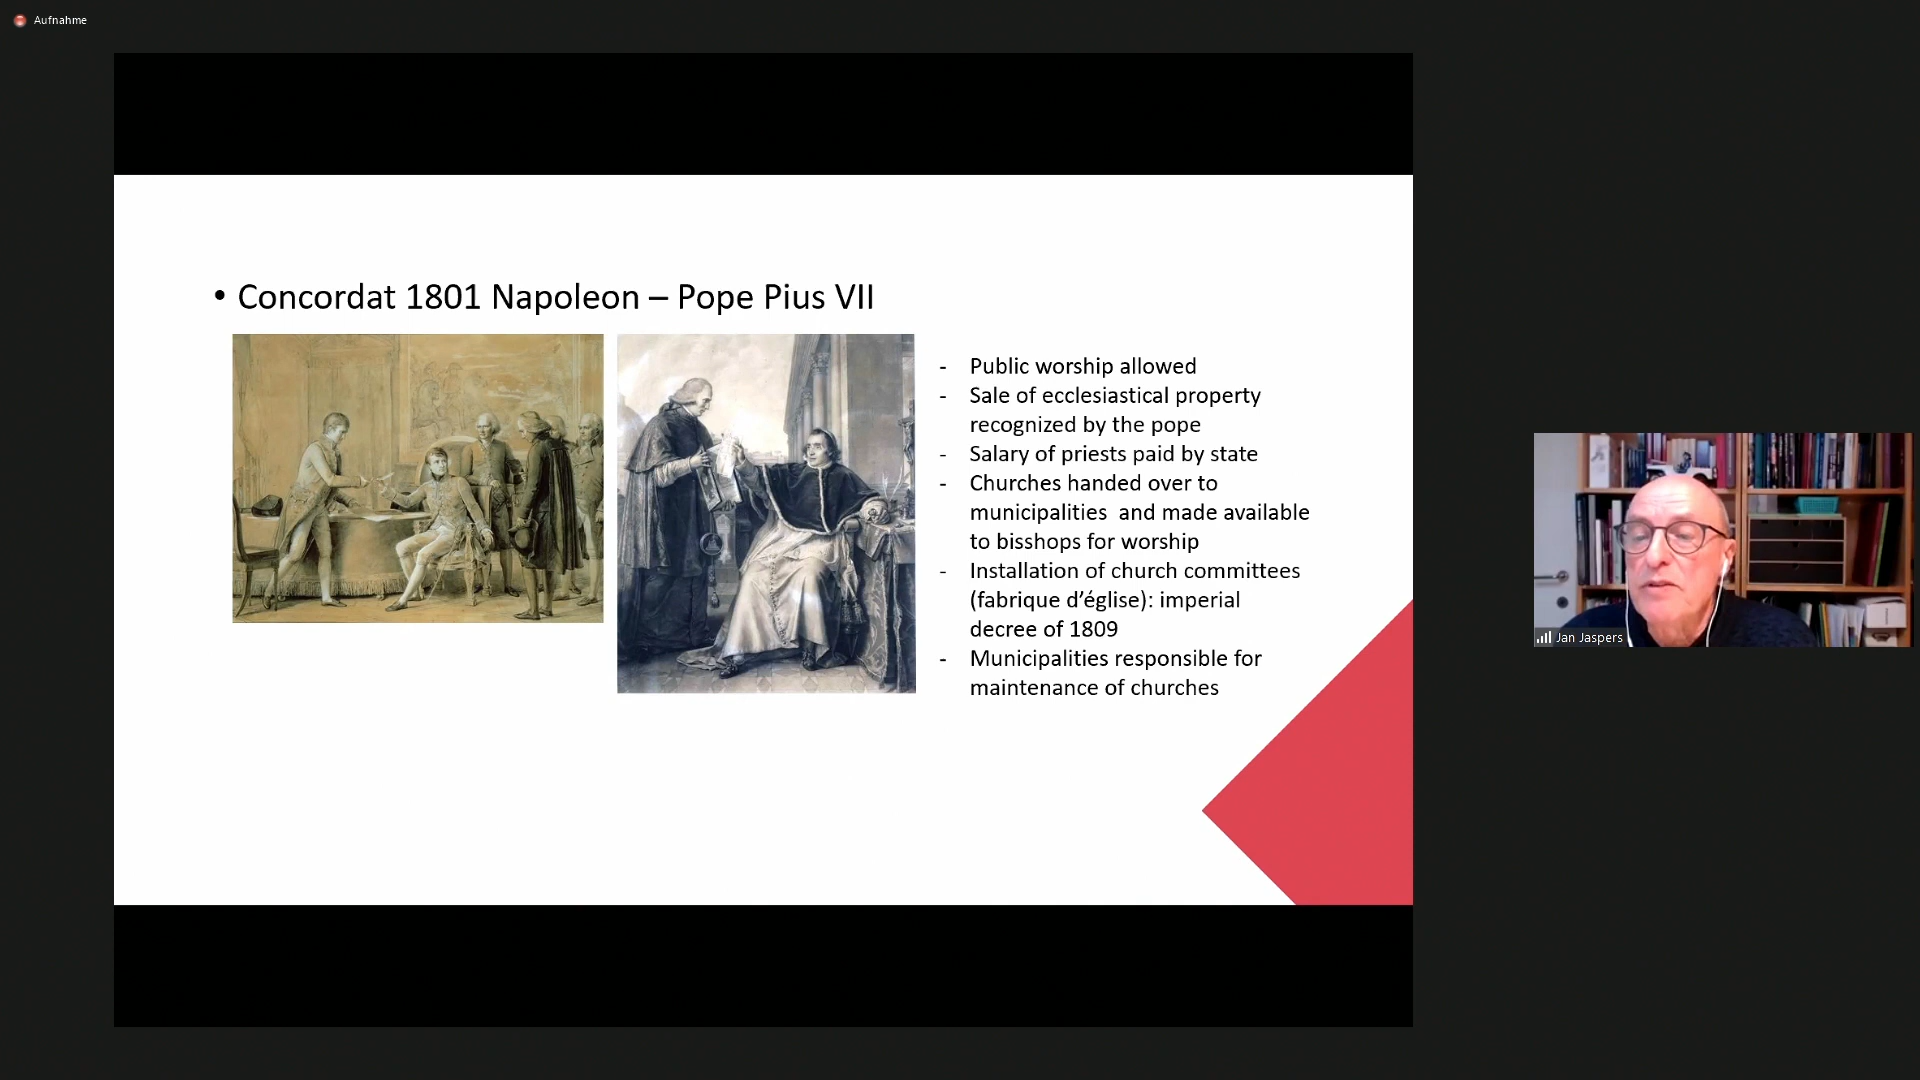 Aufnahme
• Concordat 1801 Napoleon – Pope Pius VII
- Public worship allowed
- Sale of ecclesiastical property
recognized by the pope
- Salary of priests paid by state
- Churches handed over to
municipalities  and made available
to bisshops for worship
- Installation of church committees
(fabrique d’église): imperial
decree of 1809
- Municipalities responsible for
maintenance of churches
Jan Jaspers